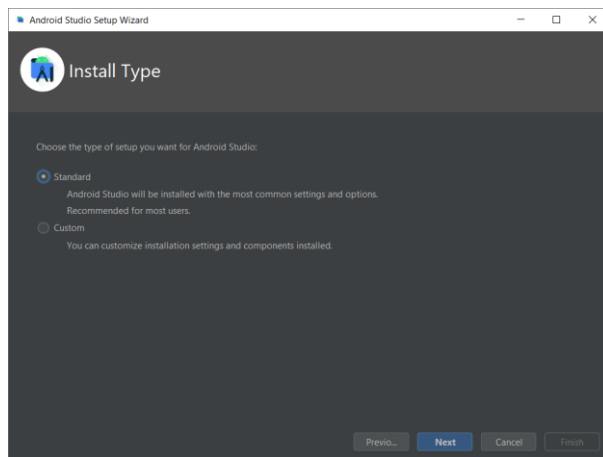 Android Studio Setup Wizard
Install Type
Choose the type of setup you want for Android Studio:
Standard
Android Studio will be installed with the most common settings and options.
Recommended for most users.
Custom
You can customize installation settings and components installed.
Previo...
Next
Cancel
Finish